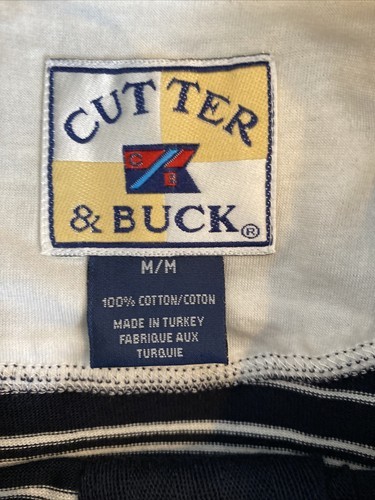 CUTTER
C
B
& BUCK®
M/M
100% COTTON/COTON
MADE IN TURKEY
FABRIQUE AUX
TURQUIE